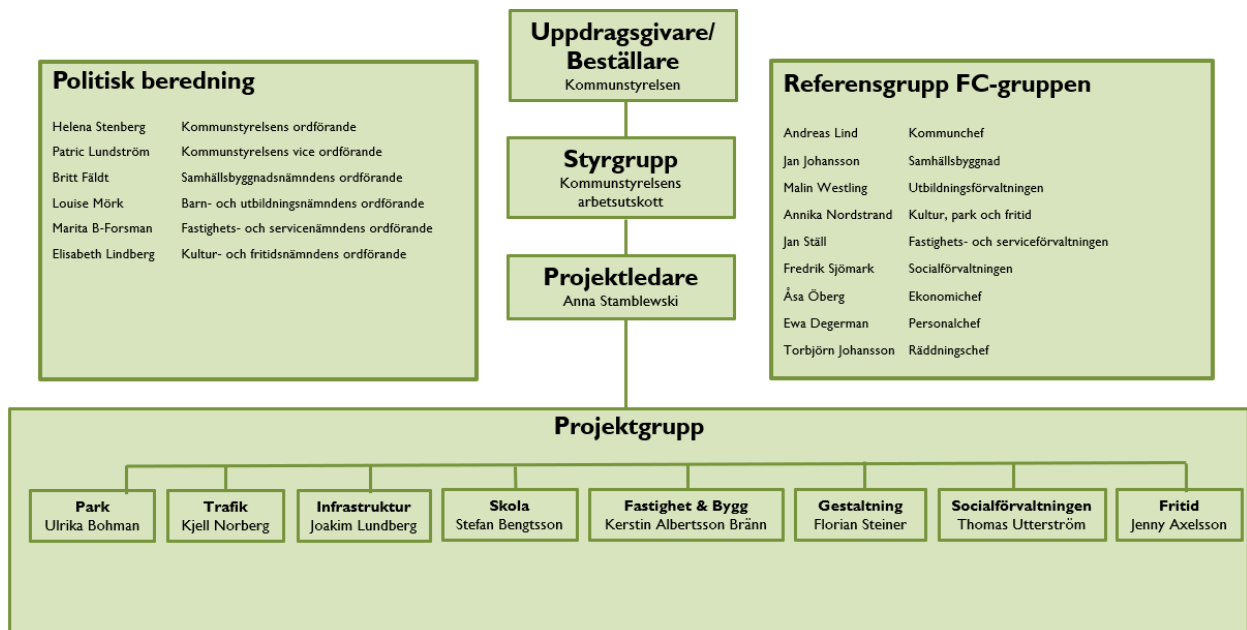 Uppdragsgivare/
Beställare
Kommunstyrelsen
Politisk beredning
Helena Stenberg Kommunstyrelsens ordförande
Patric Lundström Kommunstyrelsens vice ordförande
Britt Fäldt Samhällsbyggnadsnämndens ordförande
Louise Mörk Barn- och utbildningsnämndens ordförande
Marita B-Forsman Fastighets- och servicenämndens ordförande
Elisabeth Lindberg Kultur- och fritidsnämndens ordförande
Styrgrupp
Kommunstyrelsens
arbetsutskott
Projektledare
Anna Stamblewski
Referensgrupp FC-gruppen
Andreas Lind Kommunchef
Jan Johansson Samhällsbyggnad
Malin Westling Utbildningsförvaltningen
Annika Nordstrand Kultur, park och fritid
Jan Ställ Fastighets- och serviceförvaltningen
Fredrik Sjömark Socialförvaltningen
Åsa Öberg Ekonomichef
Ewa Degerman Personalchef
Torbjörn Johansson Räddningschef
Projektgrupp
Park
Ulrika Bohman
Trafik
Kjell Norberg
Infrastruktur
Joakim Lundberg
Skola
Stefan Bengtsson
Fastighet & Bygg
Kerstin Albertsson Bränn
Gestaltning
Florian Steiner
Socialförvaltningen
Thomas Utterström
Fritid
Jenny Axelsson